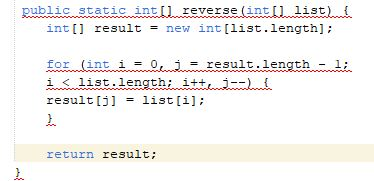 public static int[] reverse(int[] list) {
int[] result = new int[list.length];
for (int i = 0, j = result.length - 1;
i < list.length; i++, j--) {
result[j] = list[i];
}
return result;
}